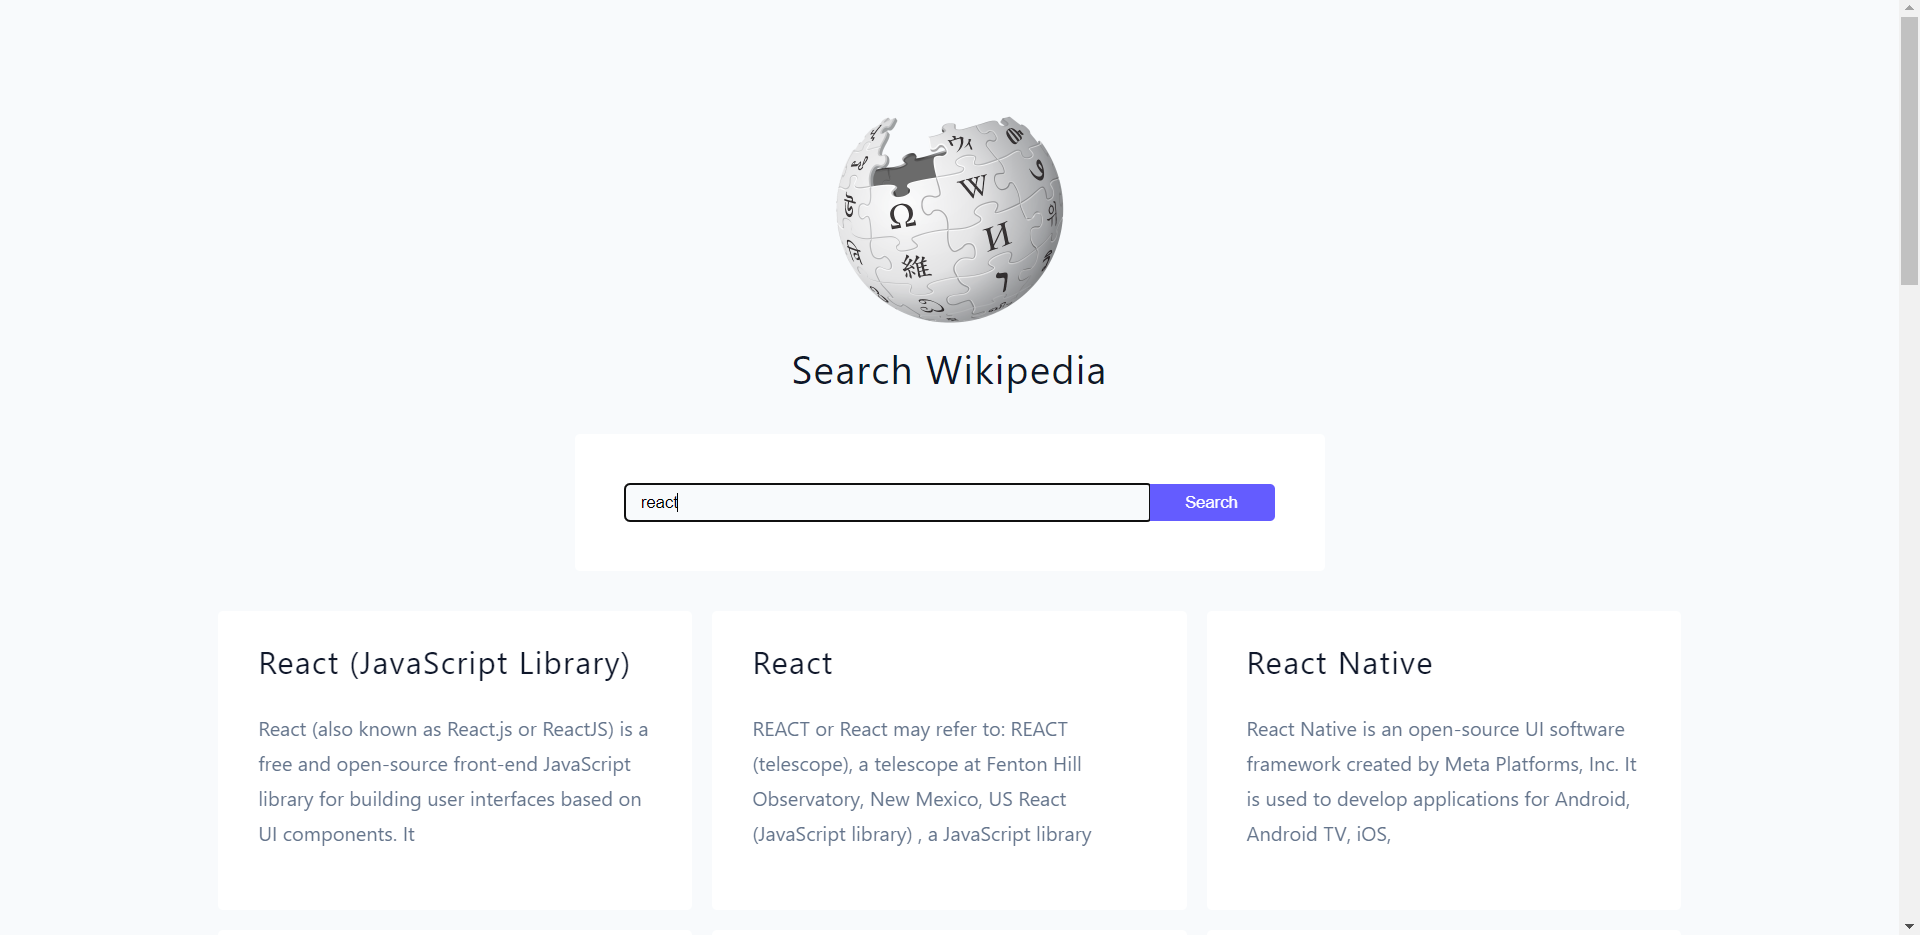 ウィ
W
Ω
И
維
ו
Search Wikipedia
react
Search
React (JavaScript Library)
React (also known as React.js or ReactJS) is a
free and open-source front-end JavaScript
library for building user interfaces based on
UI components. It
React
REACT or React may refer to: REACT
(telescope), a telescope at Fenton Hill
Observatory, New Mexico, US React
(JavaScript library) , a JavaScript library
React Native
React Native is an open-source UI software
framework created by Meta Platforms, Inc. It
is used to develop applications for Android,
Android TV, iOS,